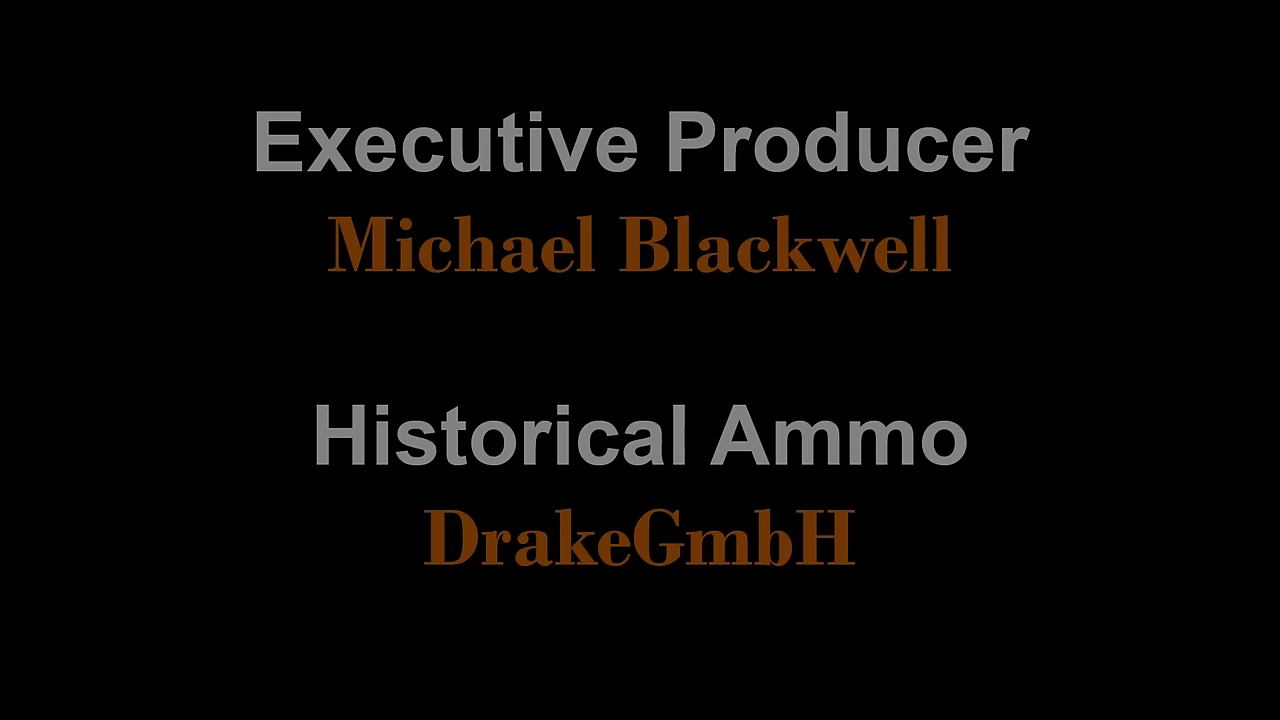 Executive Producer
Michael Blackwell
Historical Ammo
DrakeGmbH